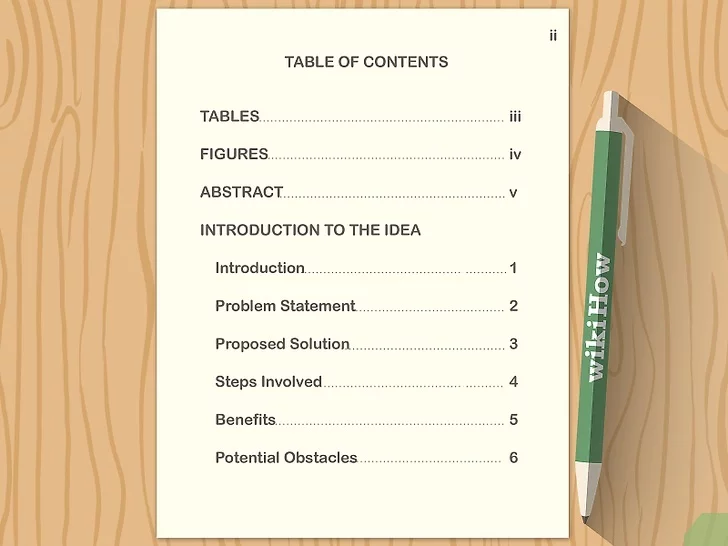 ii
TABLE OF CONTENTS
TABLES........................................................... iii
FIGURES......................................................... iv
ABSTRACT...................................................... v
INTRODUCTION TO THE IDEA
Introduction...................................... ..........1
Problem Statement.................................... 2
Proposed Solution...................................... 3
Steps Involved.................................. ......... 4
Benefits....................................................... 5
Potential Obstacles................................... 6
wikiHow